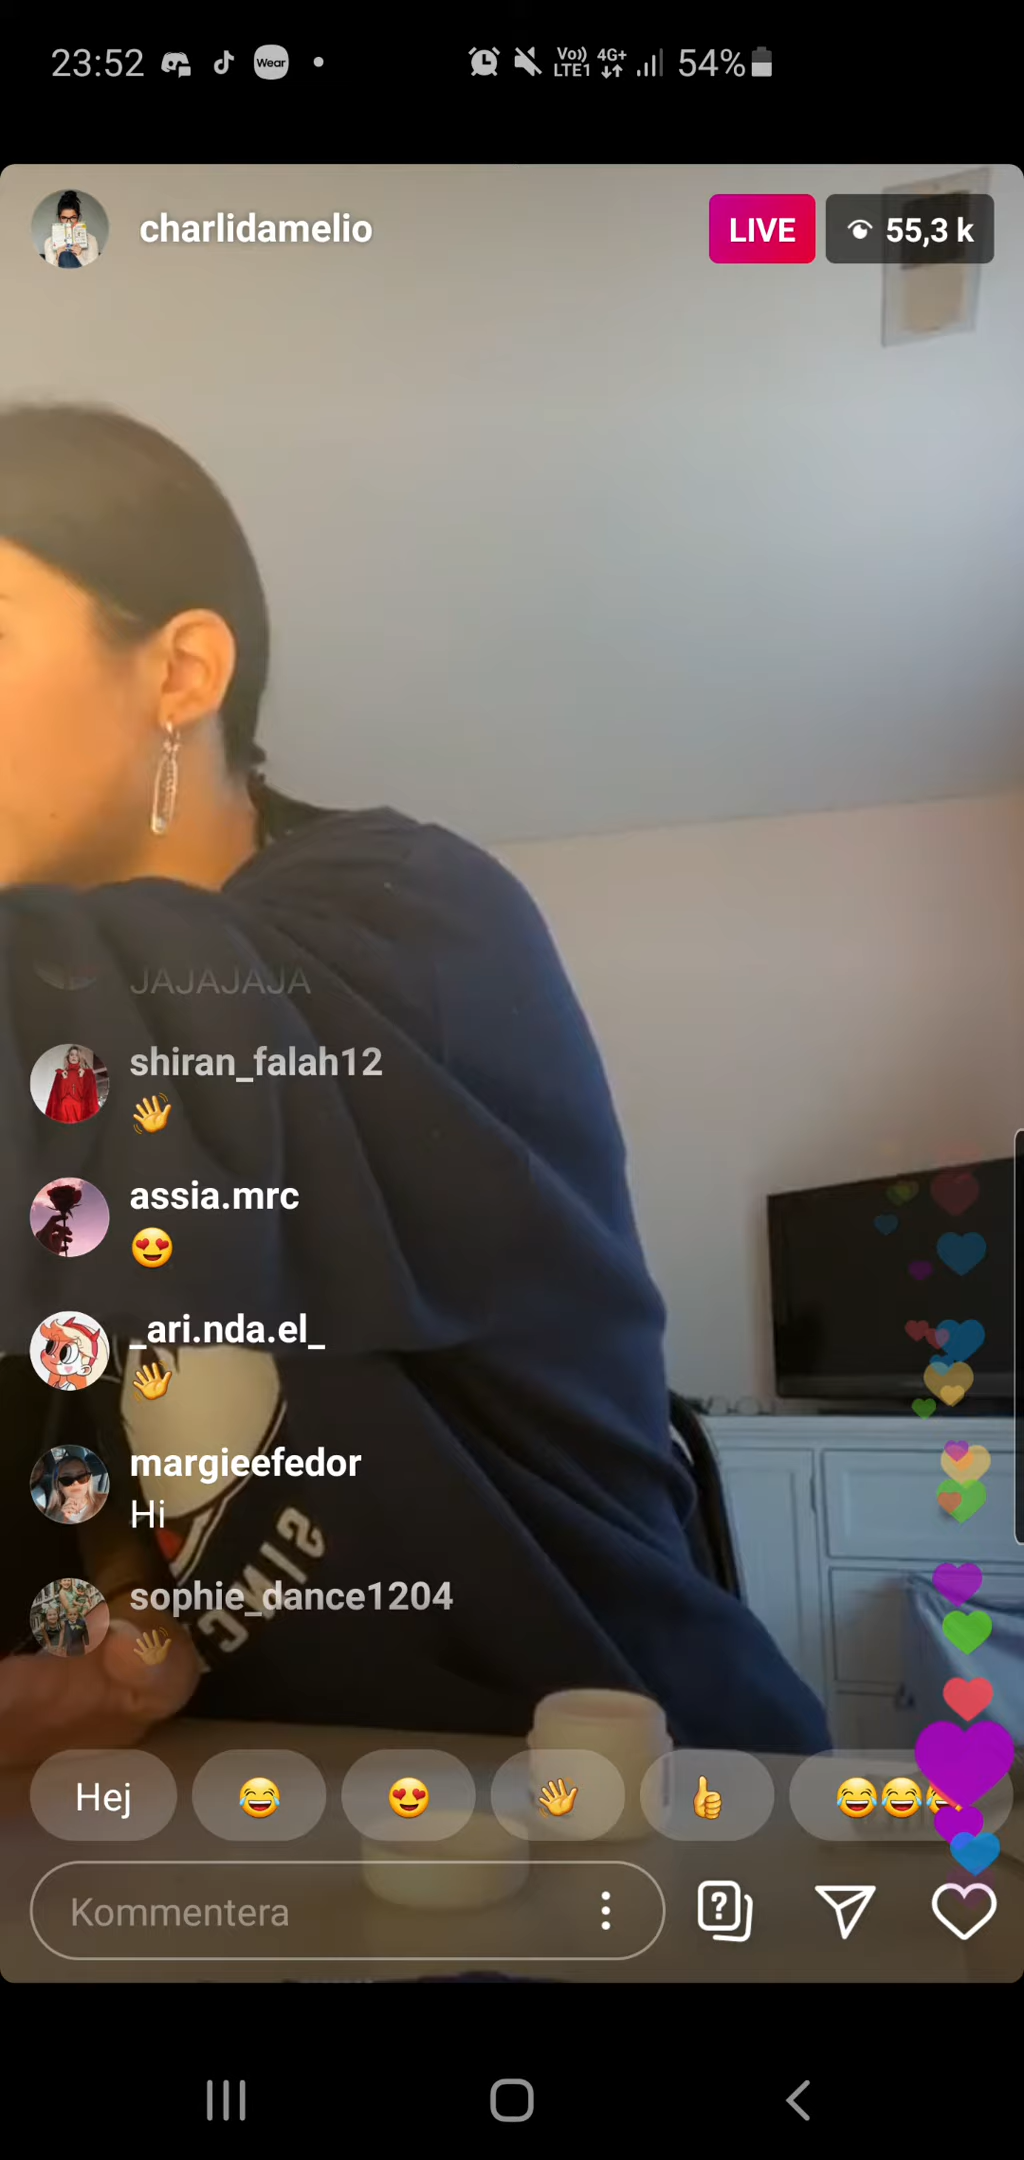 23:52
Wear
Vo)) LTE1 4G+ 54%
charlidamelio LIVE 55,3 k
JAJAJAJA
shiran_falah12
👋
assia.mrc
😍
_ari.nda.el_
👋
margieefedor
Hi
sophie_dance1204
👋
Hej 😂 😍 👋 👍 😂😂😂
Kommentera